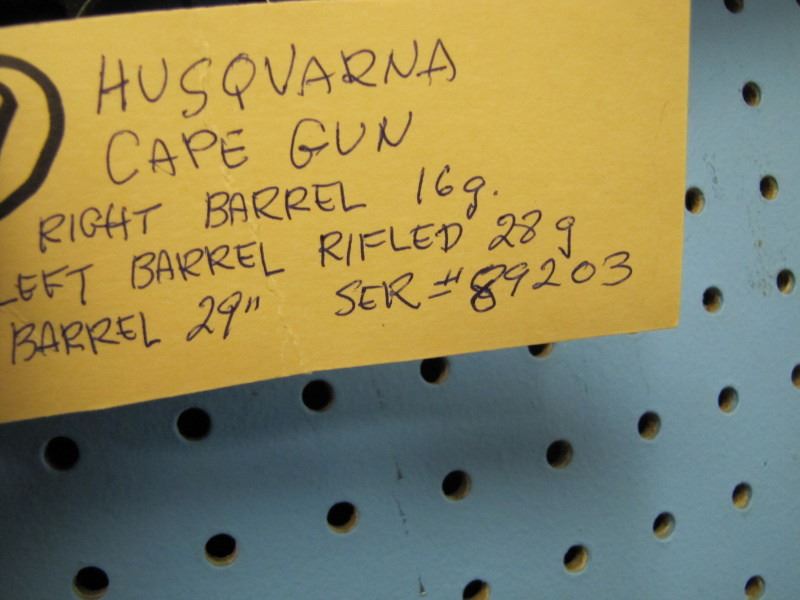 HUSQVARNA
CAPE GUN
RIGHT BARREL 16g.
LEFT BARREL RIFLED 28g
BARREL 29" SER# 89203